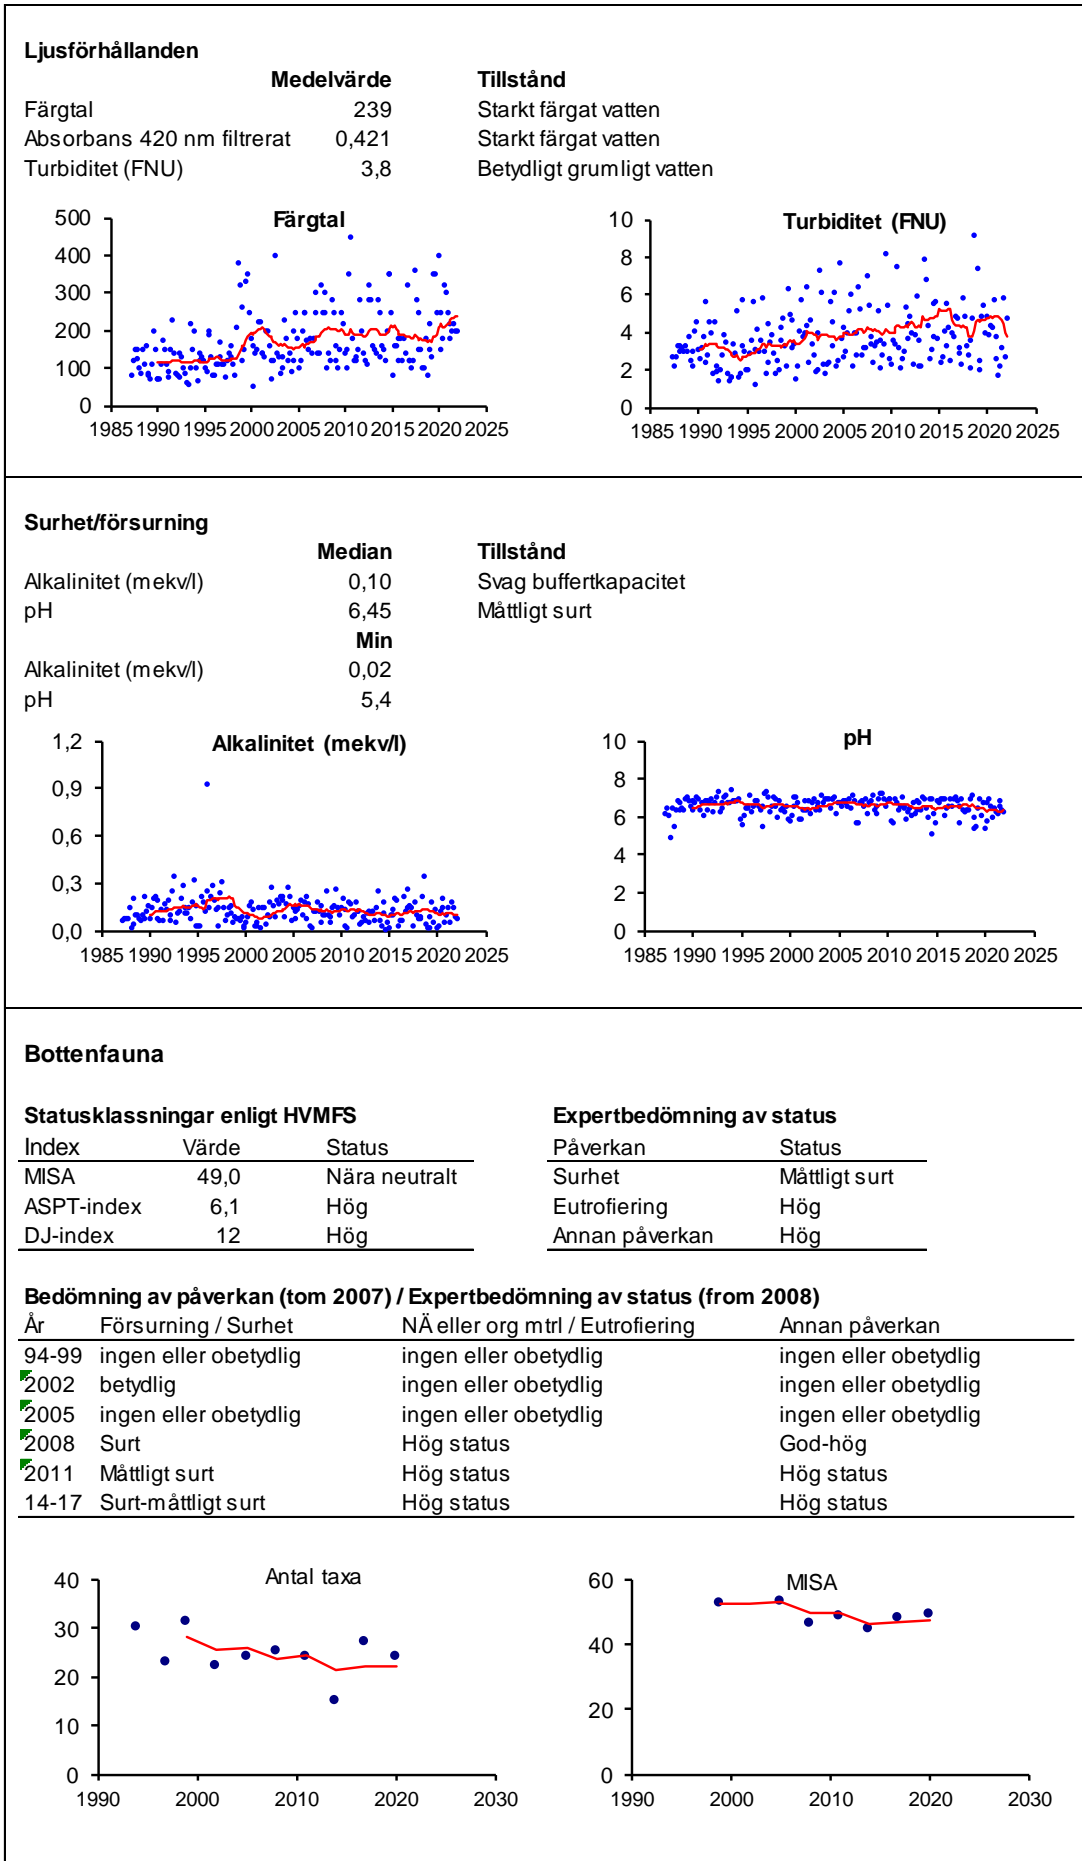 Ljusförhållanden
Medelvärde Tillstånd
Färgtal 239 Starkt färgat vatten
Absorbans 420 nm filtrerat 0,421 Starkt färgat vatten
Turbiditet (FNU) 3,8 Betydligt grumligt vatten
Färgtal
500
400
300
200
100
0
1985 1990 1995 2000 2005 2010 2015 2020 2025
Turbiditet (FNU)
10
8
6
4
2
0
1985 1990 1995 2000 2005 2010 2015 2020 2025
Surhet/försurning
Median Tillstånd
Alkalinitet (mekv/l) 0,10 Svag buffertkapacitet
pH 6,45 Måttligt surt
Min
Alkalinitet (mekv/l) 0,02
pH 5,4
Alkalinitet (mekv/l)
1,2
0,9
0,6
0,3
0,0
1985 1990 1995 2000 2005 2010 2015 2020 2025
pH
10
8
6
4
2
0
1985 1990 1995 2000 2005 2010 2015 2020 2025
Bottenfauna
Statusklassningar enligt HVMFS
Index Värde Status
MISA 49,0 Nära neutralt
ASPT-index 6,1 Hög
DJ-index 12 Hög
Expertbedömning av status
Påverkan Status
Surhet Måttligt surt
Eutrofiering Hög
Annan påverkan Hög
Bedömning av påverkan (tom 2007) / Expertbedömning av status (from 2008)
År Försurning / Surhet NÄ eller org mtrl / Eutrofiering Annan påverkan
94-99 ingen eller obetydlig ingen eller obetydlig ingen eller obetydlig
2002 betydlig ingen eller obetydlig ingen eller obetydlig
2005 ingen eller obetydlig ingen eller obetydlig ingen eller obetydlig
2008 Surt Hög status God-hög
2011 Måttligt surt Hög status Hög status
14-17 Surt-måttligt surt Hög status Hög status
Antal taxa
40
30
20
10
0
1990 2000 2010 2020 2030
MISA
60
40
20
0
1990 2000 2010 2020 2030